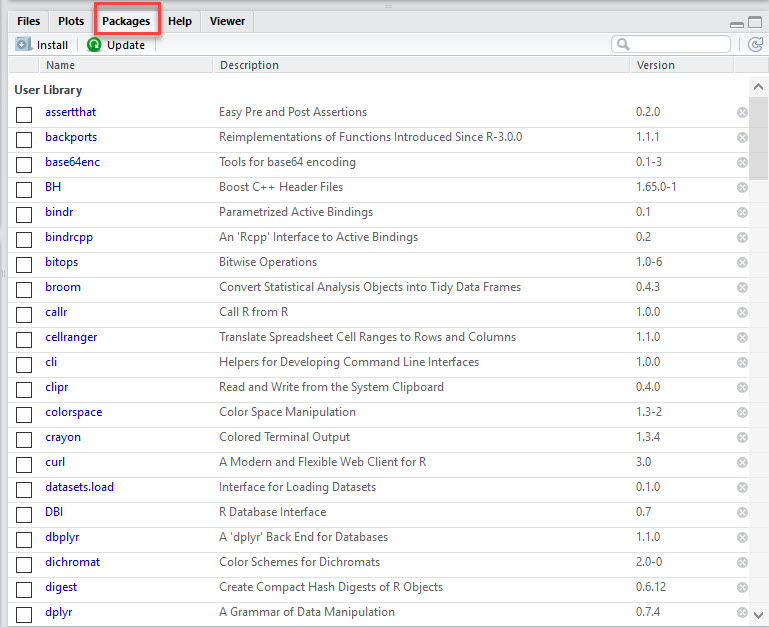 Files Plots Packages Help Viewer
Install Update
Name Description Version
User Library
assertthat Easy Pre and Post Assertions 0.2.0
backports Reimplementations of Functions Introduced Since R-3.0.0 1.1.1
base64enc Tools for base64 encoding 0.1-3
BH Boost C++ Header Files 1.65.0-1
bindr Parametrized Active Bindings 0.1
bindrcpp An 'Rcpp' Interface to Active Bindings 0.2
bitops Bitwise Operations 1.0-6
broom Convert Statistical Analysis Objects into Tidy Data Frames 0.4.3
callr Call R from R 1.0.0
cellranger Translate Spreadsheet Cell Ranges to Rows and Columns 1.1.0
cli Helpers for Developing Command Line Interfaces 1.0.0
clipr Read and Write from the System Clipboard 0.4.0
colorspace Color Space Manipulation 1.3-2
crayon Colored Terminal Output 1.3.4
curl A Modern and Flexible Web Client for R 3.0
datasets.load Interface for Loading Datasets 0.1.0
DBI R Database Interface 0.7
dbplyr A 'dplyr' Back End for Databases 1.1.0
dichromat Color Schemes for Dichromats 2.0-0
digest Create Compact Hash Digests of R Objects 0.6.12
dplyr A Grammar of Data Manipulation 0.7.4